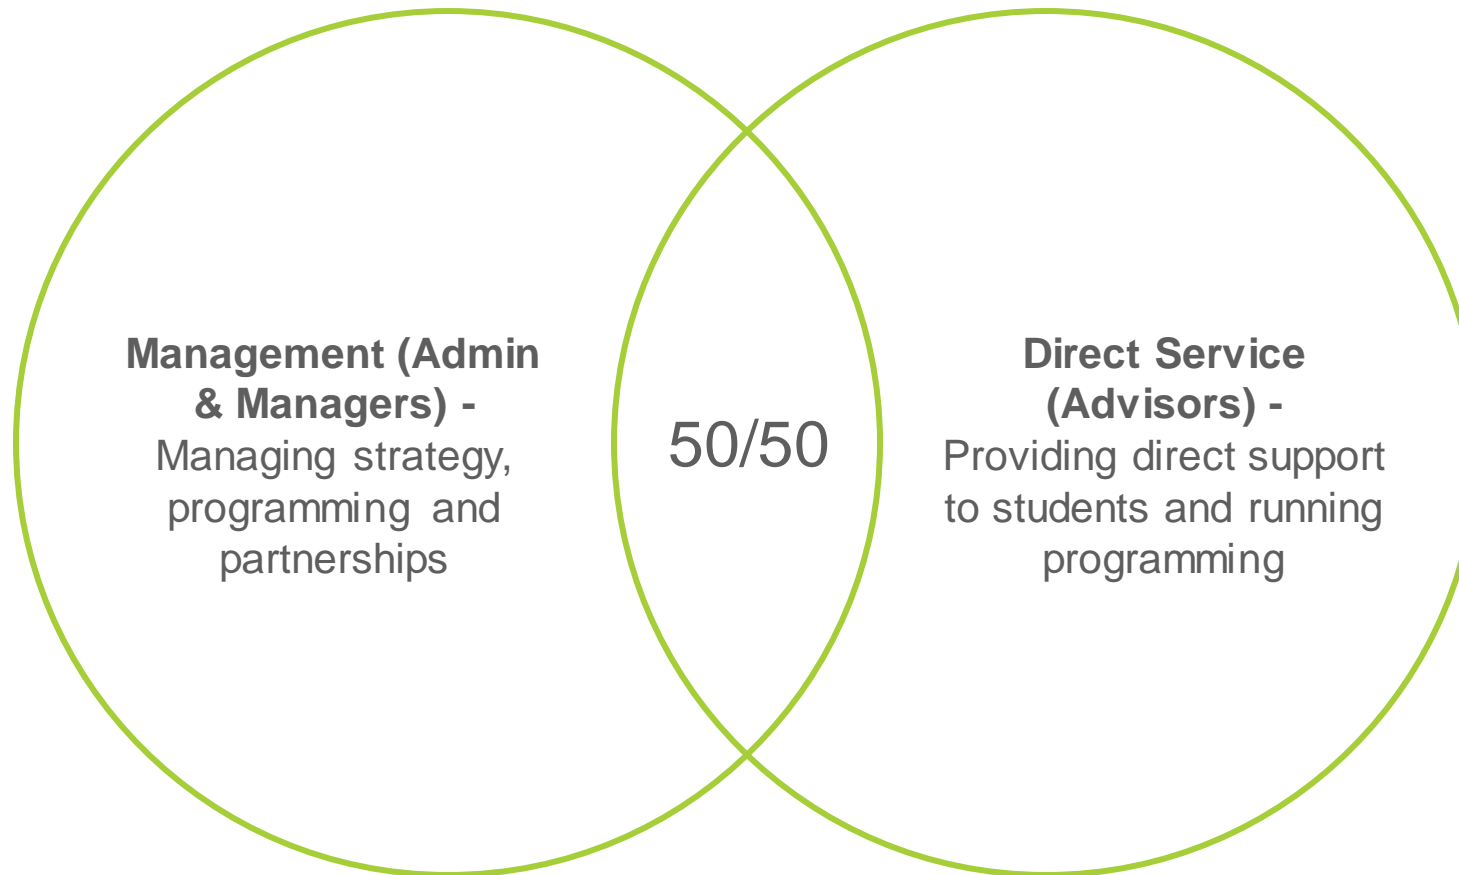 Management (Admin
& Managers) -
Managing strategy,
programming and
partnerships
50/50
Direct Service
(Advisors) -
Providing direct support
to students and running
programming